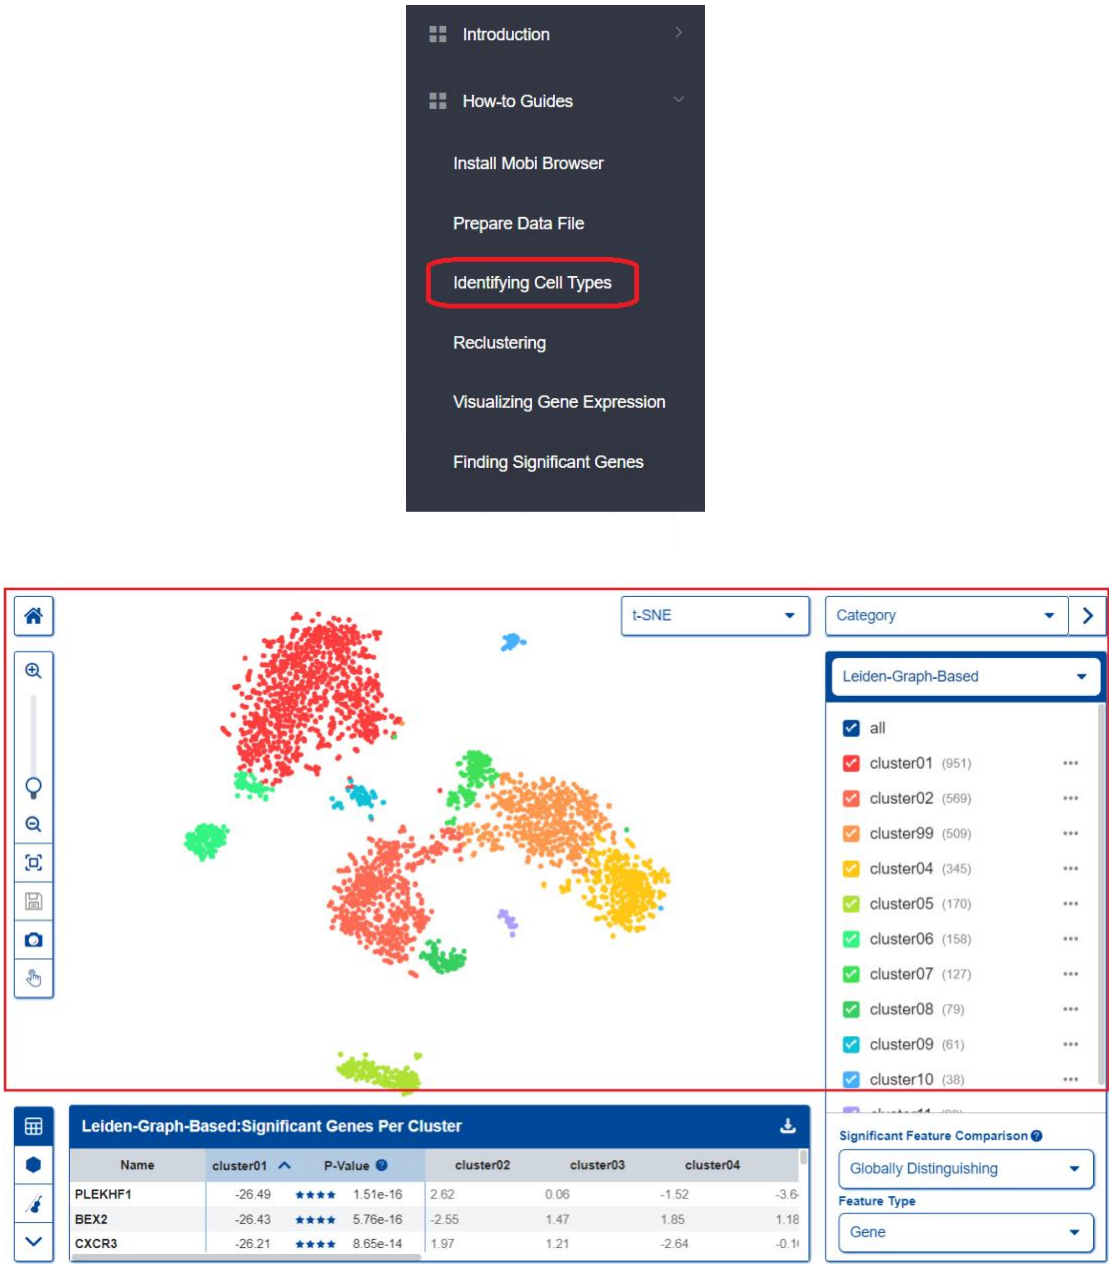 Introduction
How-to Guides
Install Mobi Browser
Prepare Data File
Identifying Cell Types
Reclustering
Visualizing Gene Expression
Finding Significant Genes
t-SNE
Category
Leiden-Graph-Based
all
cluster01 (951)
cluster02 (569)
cluster99 (509)
cluster04 (345)
cluster05 (170)
cluster06 (158)
cluster07 (127)
cluster08 (79)
cluster09 (61)
cluster10 (38)
Leiden-Graph-Based:Significant Genes Per Cluster
Name cluster01 P-Value cluster02 cluster03 cluster04
PLEKHF1 -26.49 ★★★★ 1.51e-16 2.62 0.06 -1.52
BEX2 -26.43 ★★★★ 5.76e-16 -2.55 1.47 1.85 1.18
CXCR3 -26.21 ★★★★ 8.65e-14 1.97 1.21 -2.64
Significant Feature Comparison
Globally Distinguishing
Feature Type
Gene